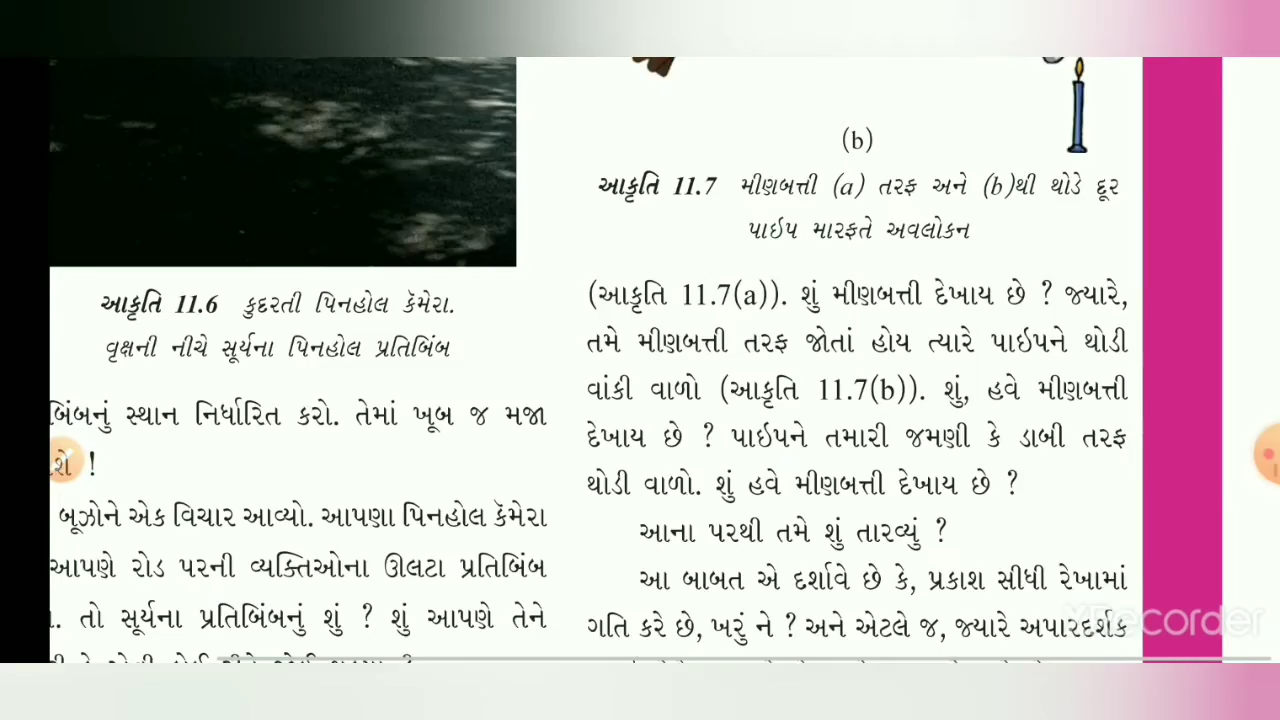 આકૃતિ 11.6 કુદરતી પિનહોલ કૅમેરા.
વૃક્ષની નીચે સૂર્યના પિનહોલ પ્રતિબિંબ
બિંબનું સ્થાન નિર્ધારિત કરો. તેમાં ખૂબ જ મજા
શે !
બૂઝોને એક વિચાર આવ્યો. આપણા પિનહોલ કૅમેરા
આપણે રોડ પરની વ્યક્તિઓના ઊલટા પ્રતિબિંબ
તો સૂર્યના પ્રતિબિંબનું શું ? શું આપણે તેને
(b)
આકૃતિ 11.7 મીણબત્તી (a) તરફ અને (b)થી થોડે દૂર
પાઇપ મારફતે અવલોકન
(આકૃતિ 11.7(a)). શું મીણબત્તી દેખાય છે ? જ્યારે,
તમે મીણબત્તી તરફ જોતાં હોય ત્યારે પાઇપને થોડી
વાંકી વાળો (આકૃતિ 11.7(b)). શું, હવે મીણબત્તી
દેખાય છે ? પાઇપને તમારી જમણી કે ડાબી તરફ
થોડી વાળો. શું હવે મીણબત્તી દેખાય છે ?
આના પરથી તમે શું તારવ્યું ?
આ બાબત એ દર્શાવે છે કે, પ્રકાશ સીધી રેખામાં
ગતિ કરે છે, ખરું ને ? અને એટલે જ, જ્યારે અપારદર્શક
XRecorder